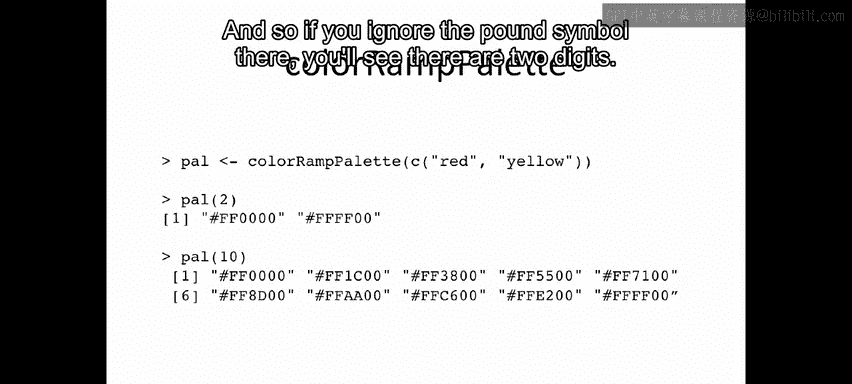 And so if you ignore the pound symbol
there, you'll see there are two digits.
colorRampPalette
> pal <- colorRampPalette(c("red", "yellow"))
> pal(2)
[1] "#FF0000" "#FFFF00"
> pal(10)
[1] "#FF0000" "#FF1C00" "#FF3800" "#FF5500" "#FF7100"
[6] "#FF8D00" "#FFAA00" "#FFC600" "#FFE200" "#FFFF00”